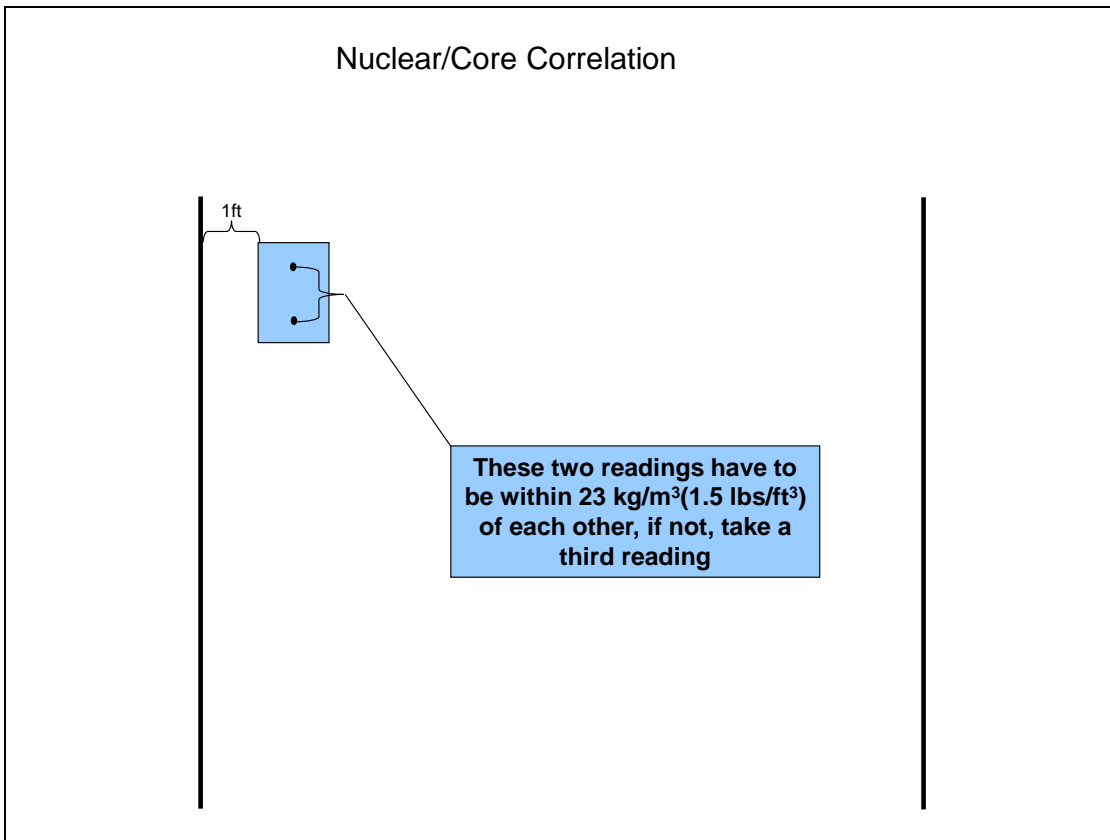 Nuclear/Core Correlation
1ft
These two readings have to
be within 23 kg/m³(1.5 lbs/ft³)
of each other, if not, take a
third reading